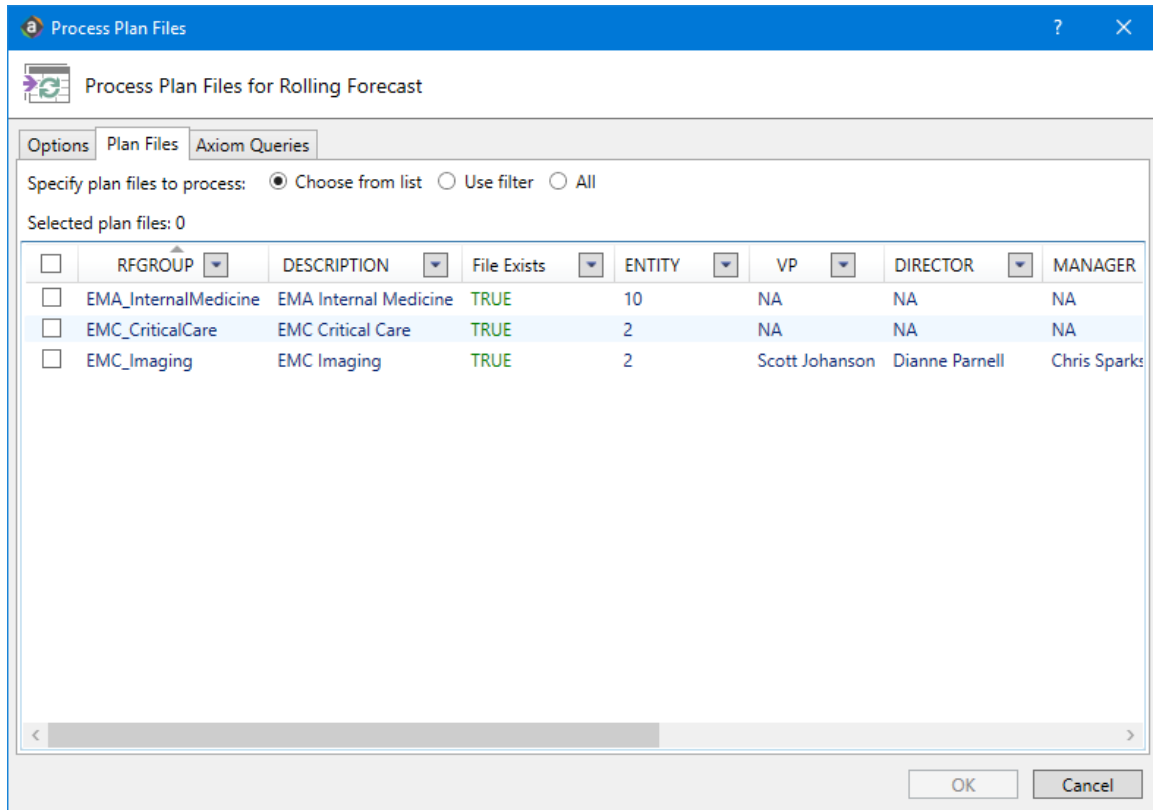 Process Plan Files ?
Process Plan Files for Rolling Forecast
Options Plan Files Axiom Queries
Specify plan files to process: Choose from list Use filter All
Selected plan files: 0
RFGROUP DESCRIPTION File Exists ENTITY VP DIRECTOR MANAGER
EMA_InternalMedicine EMA Internal Medicine TRUE 10 NA NA NA
EMC_CriticalCare EMC Critical Care TRUE 2 NA NA NA
EMC_Imaging EMC Imaging TRUE 2 Scott Johanson Dianne Parnell Chris Sparks
OK Cancel